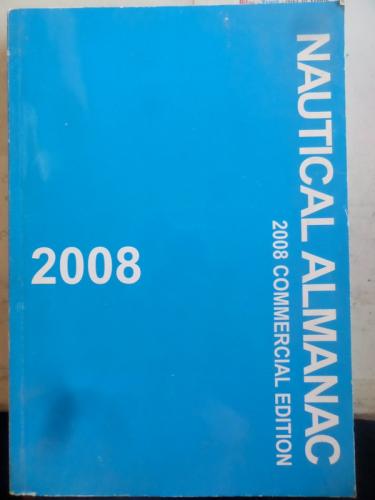 NAUTICAL ALMANAC
2008 COMMERCIAL EDITION
2008